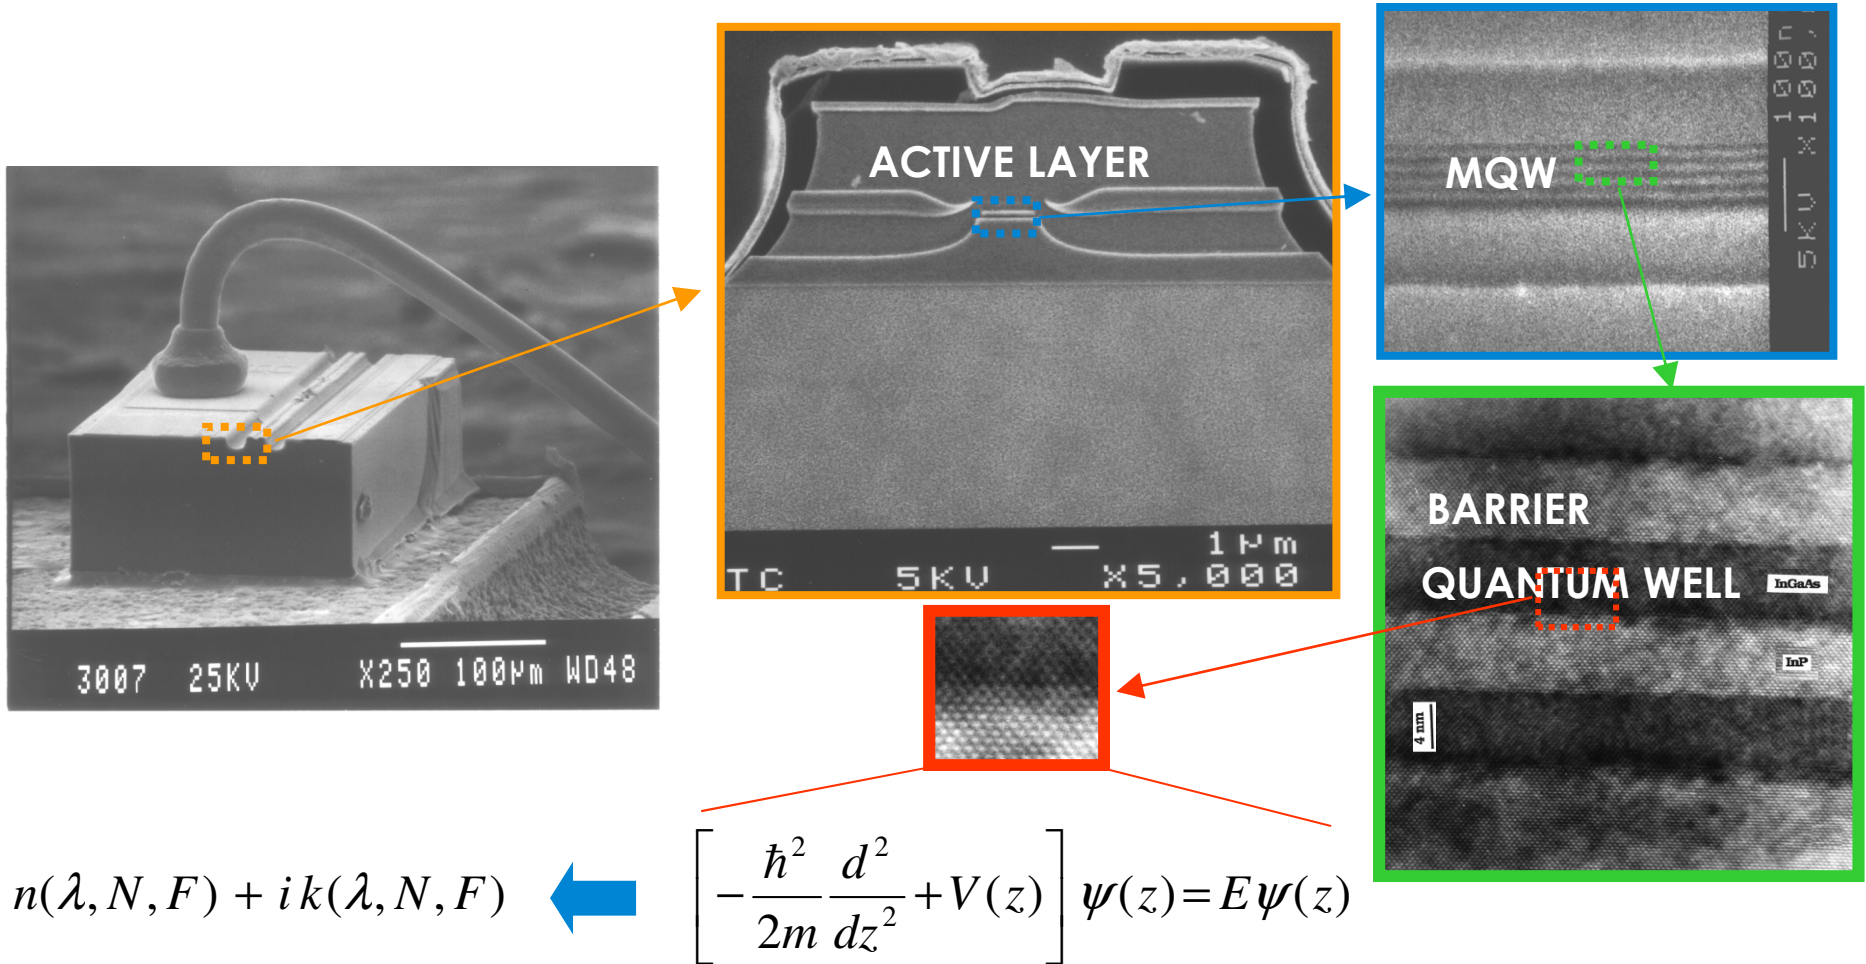 ACTIVE LAYER
1 μm
TC 5KV X5,000
MQW
100n
5KV X100,
3007 25KV X250 100μm WD48
BARRIER
QUANTUM WELL
InGaAs
InP
4 nm
n(λ, N, F) + i k(λ, N, F)
[-ħ²/2m d²/dz² + V(z)] ψ(z) = E ψ(z)